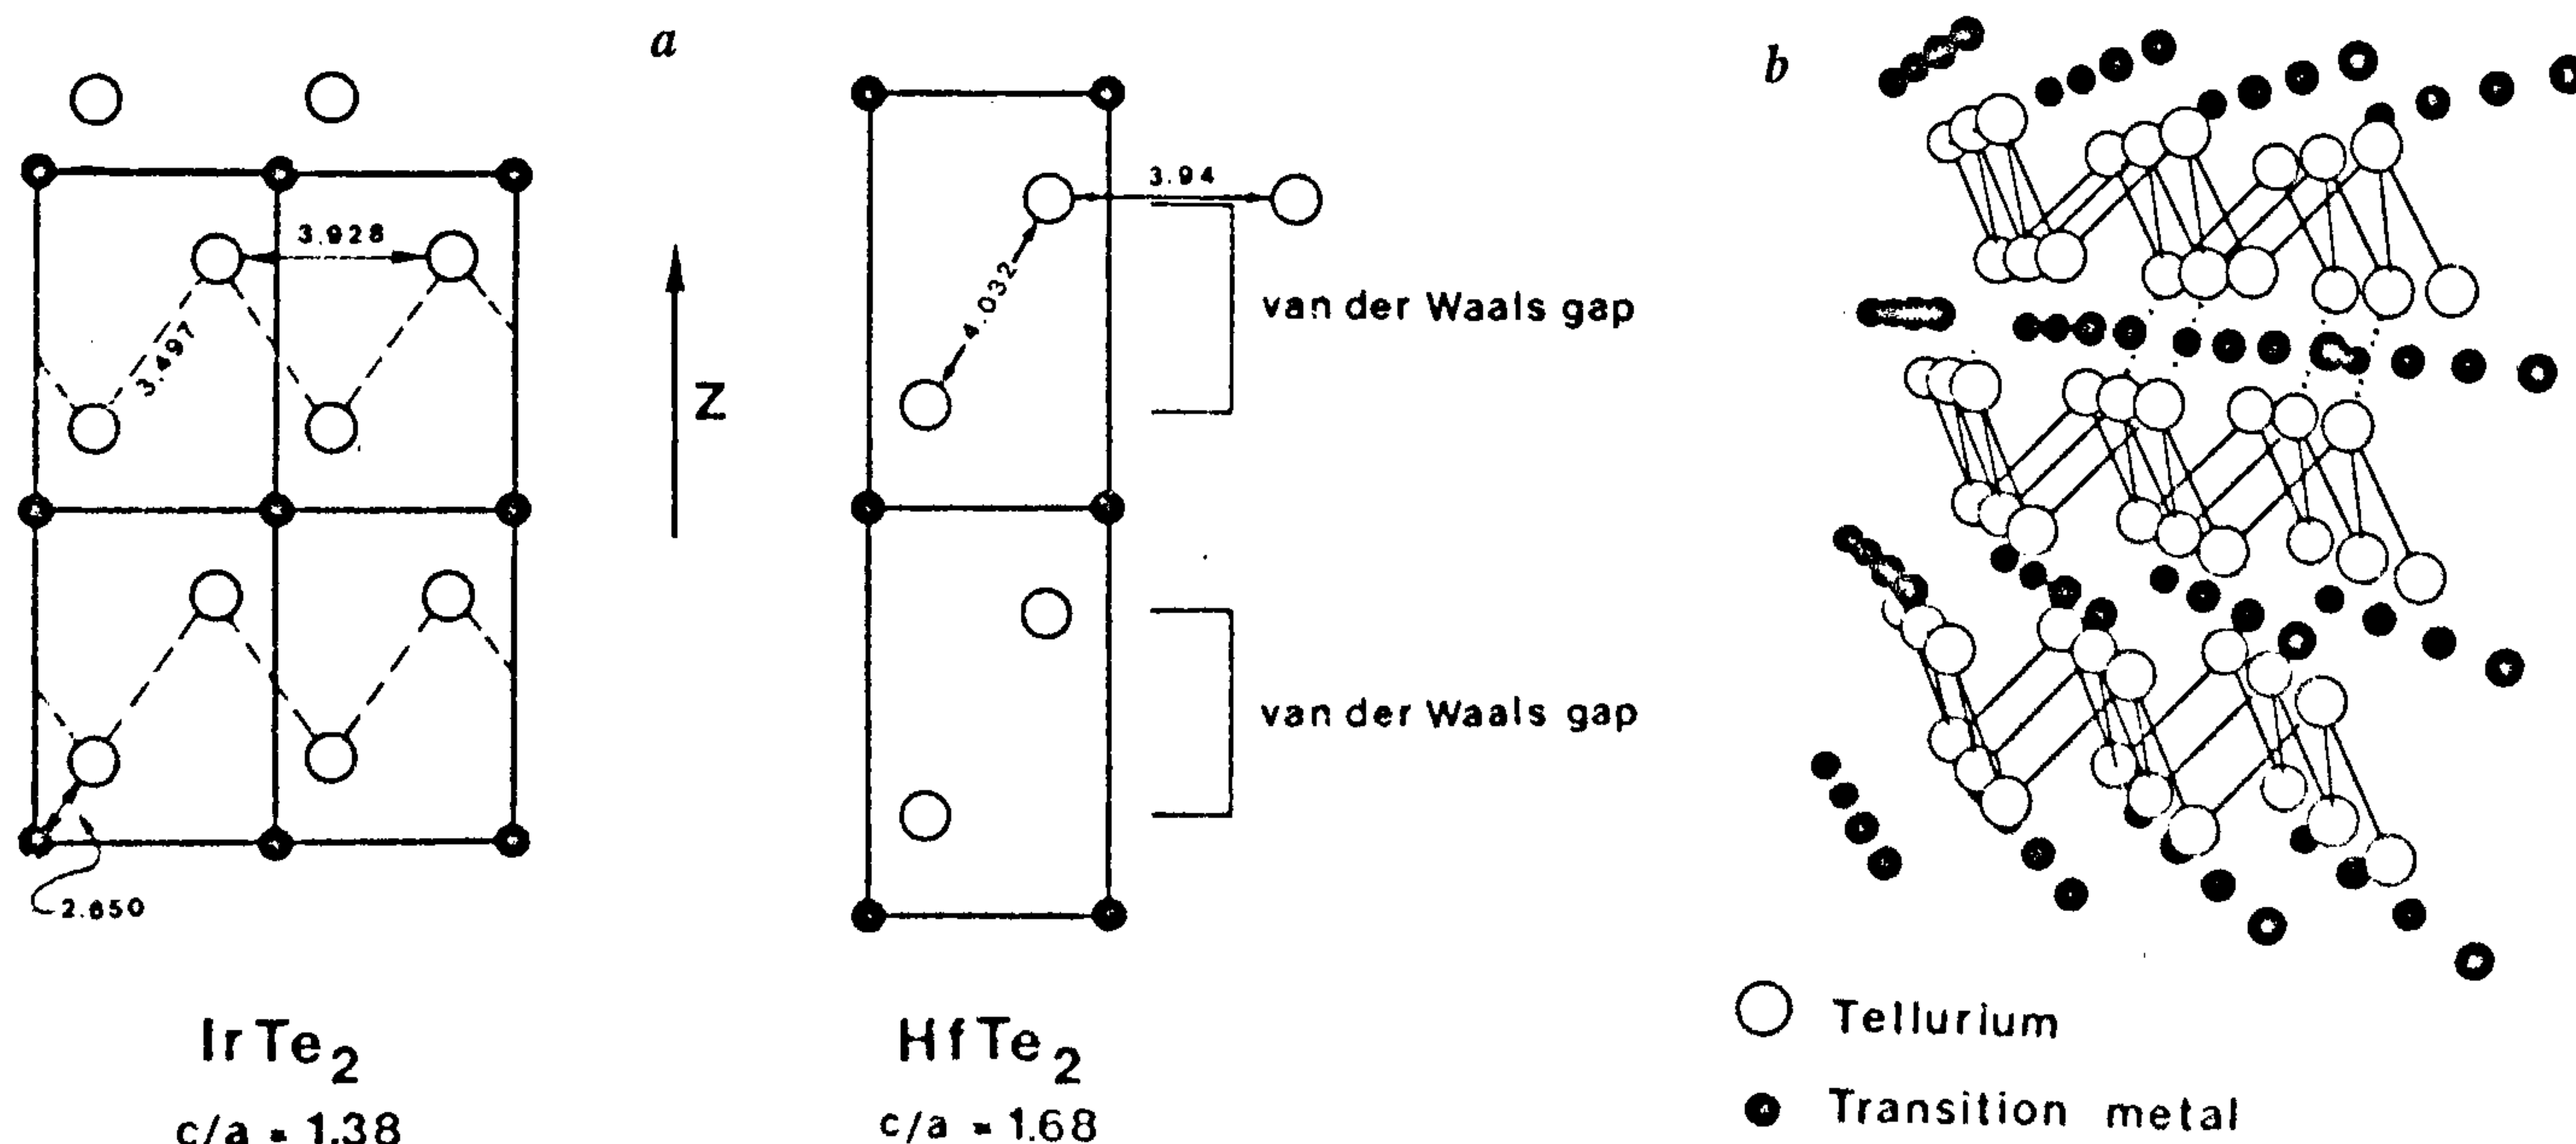 a
b
3.928
3.497
2.650
IrTe2
c/a = 1.38
Z
3.94
4.032
van der Waals gap
van der Waals gap
HfTe2
c/a = 1.68
Tellurium
Transition metal